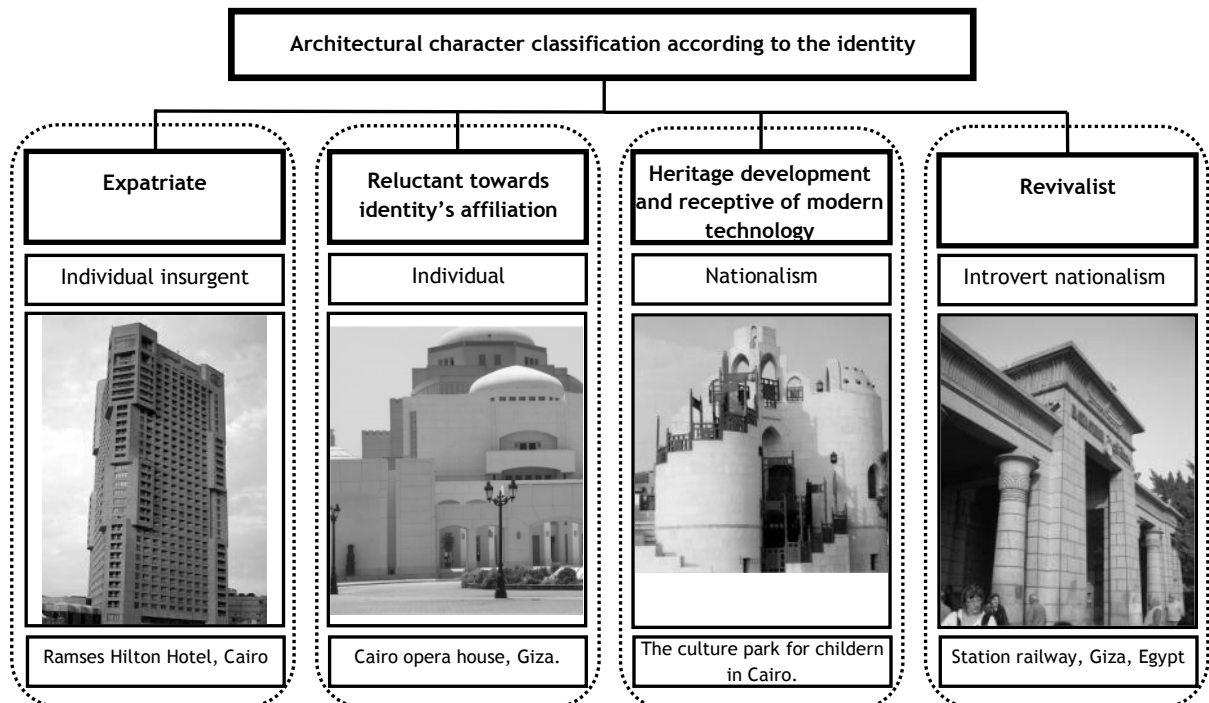 Architectural character classification according to the identity
Expatriate
Individual insurgent
Ramses Hilton Hotel, Cairo
Reluctant towards
identity's affiliation
Individual
Cairo opera house, Giza.
Heritage development
and receptive of modern
technology
Nationalism
The culture park for childern
in Cairo.
Revivalist
Introvert nationalism
Station railway, Giza, Egypt